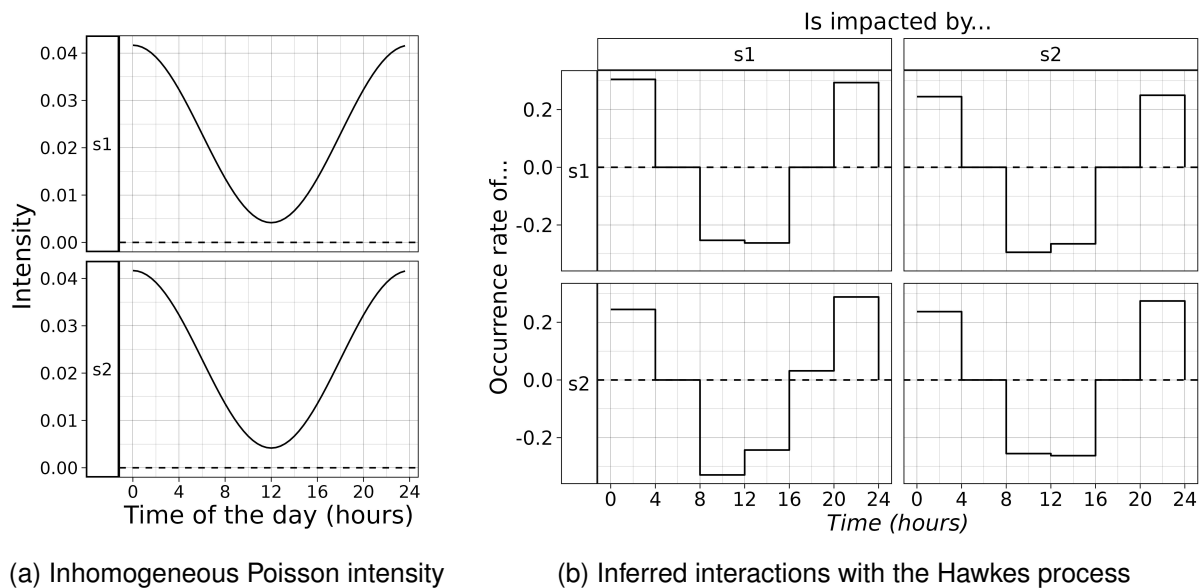 0.04
0.03
0.02
0.01
0.00
s1
0.04
0.03
0.02
0.01
0.00
s2
Intensity
0 4 8 12 16 20 24
Time of the day (hours)
(a) Inhomogeneous Poisson intensity
Is impacted by...
s1 s2
Occurrence rate of...
0.2
0.0
-0.2
s1
0.2
0.0
-0.2
s2
0 4 8 12 16 20 24 0 4 8 12 16 20 24
Time (hours)
(b) Inferred interactions with the Hawkes process